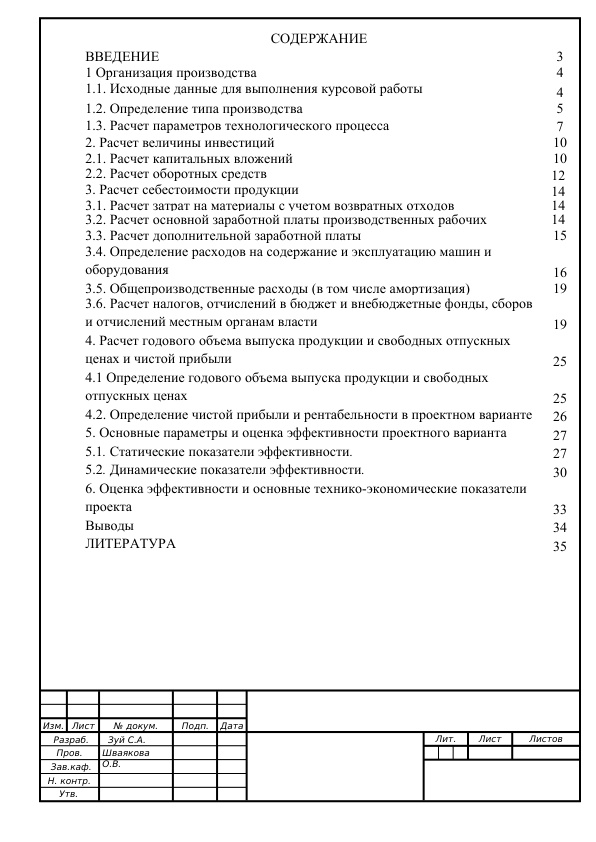 СОДЕРЖАНИЕ
ВВЕДЕНИЕ 3
1 Организация производства 4
1.1. Исходные данные для выполнения курсовой работы 4
1.2. Определение типа производства 5
1.3. Расчет параметров технологического процесса 7
2. Расчет величины инвестиций 10
2.1. Расчет капитальных вложений 10
2.2. Расчет оборотных средств 12
3. Расчет себестоимости продукции 14
3.1. Расчет затрат на материалы с учетом возвратных отходов 14
3.2. Расчет основной заработной платы производственных рабочих 14
3.3. Расчет дополнительной заработной платы 15
3.4. Определение расходов на содержание и эксплуатацию машин и
оборудования 16
3.5. Общепроизводственные расходы (в том числе амортизация) 19
3.6. Расчет налогов, отчислений в бюджет и внебюджетные фонды, сборов
и отчислений местным органам власти 19
4. Расчет годового объема выпуска продукции и свободных отпускных
ценах и чистой прибыли 25
4.1 Определение годового объема выпуска продукции и свободных
отпускных ценах 25
4.2. Определение чистой прибыли и рентабельности в проектном варианте 26
5. Основные параметры и оценка эффективности проектного варианта 27
5.1. Статические показатели эффективности. 27
5.2. Динамические показатели эффективности. 30
6. Оценка эффективности и основные технико-экономические показатели
проекта 33
Выводы 34
ЛИТЕРАТУРА 35
Изм. Лист № докум. Подп. Дата
Разраб. Зуй С.А. Лит. Лист Листов
Пров. Шваякова
Зав.каф. О.В.
Н. контр.
Утв.